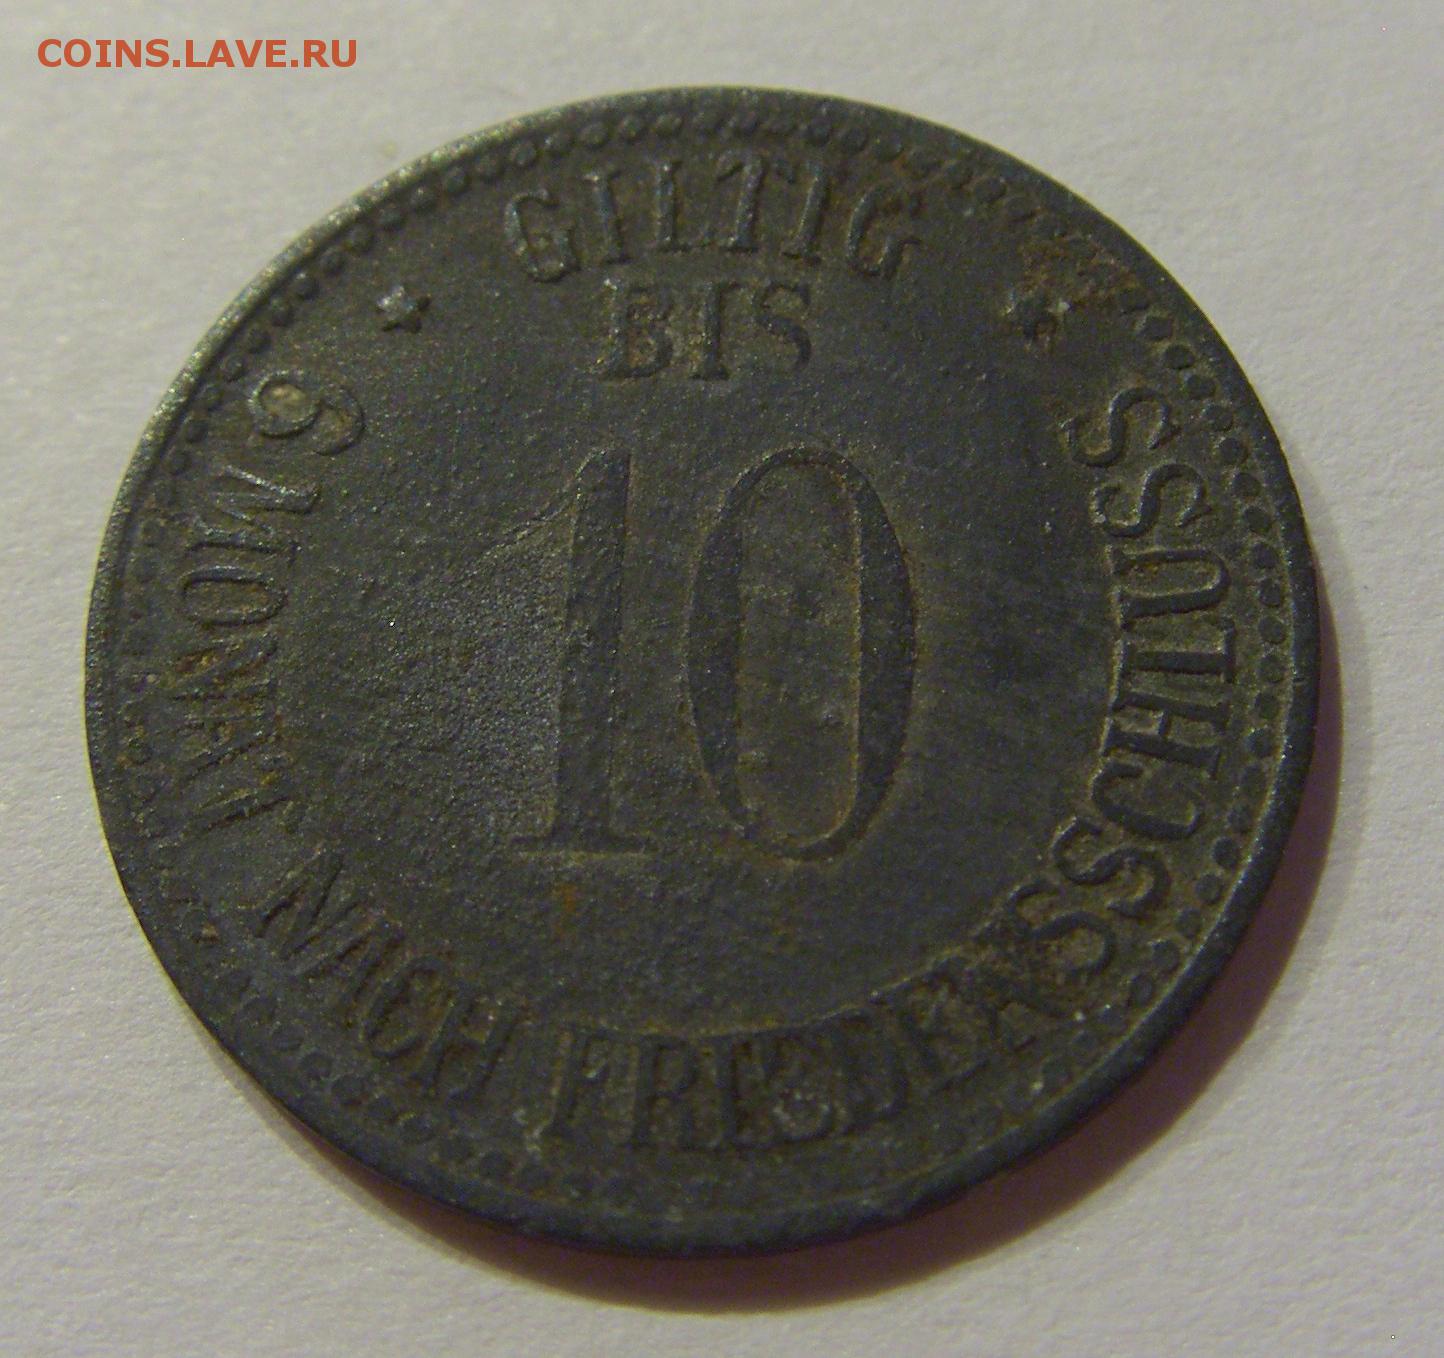 COINS.LAVE.RU
GILTIG
BIS
10
6 MONAT NACH FRIEDENSSCHLUSS